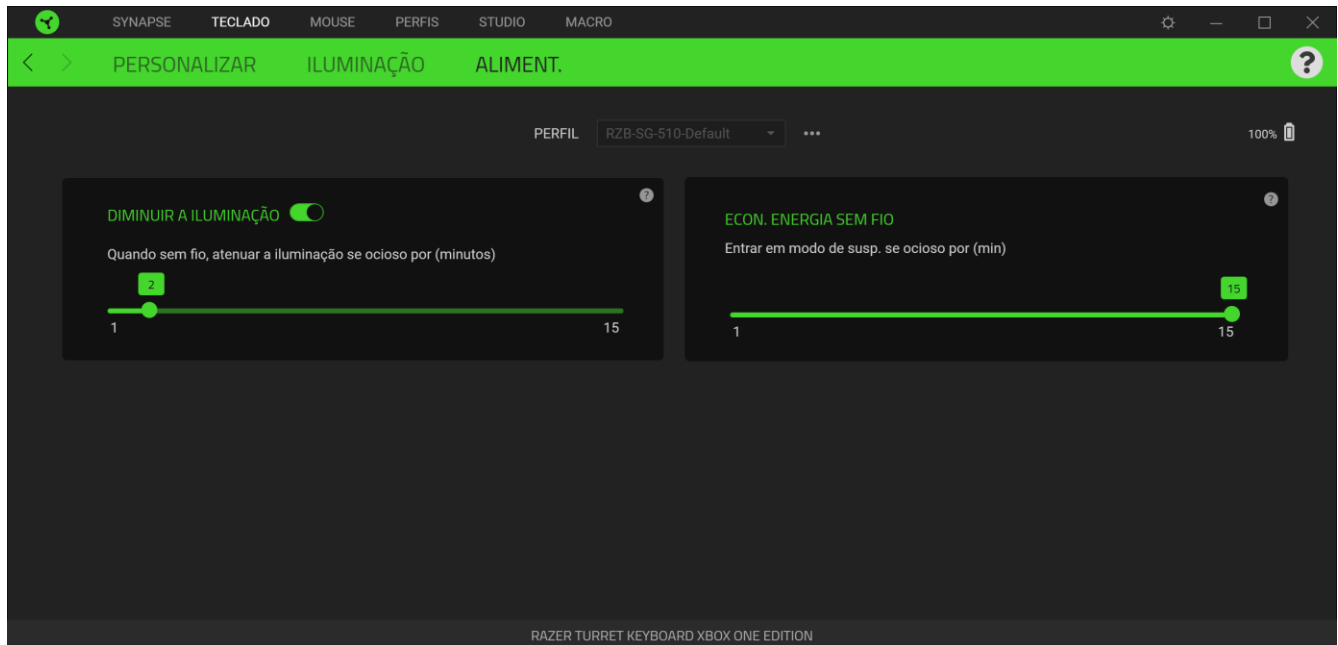 SYNAPSE TECLADO MOUSE PERFIS STUDIO MACRO
PERSONALIZAR ILUMINAÇÃO ALIMENT. ?
PERFIL RZB-SG-510-Default ••• 100%
DIMINUIR A ILUMINAÇÃO ?
Quando sem fio, atenuar a iluminação se ocioso por (minutos)
2
1 15
ECON. ENERGIA SEM FIO ?
Entrar em modo de susp. se ocioso por (min)
15
1 15
RAZER TURRET KEYBOARD XBOX ONE EDITION